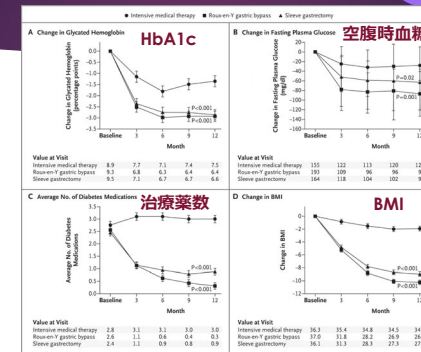 Intensive medical therapy Roux-en-Y gastric bypass Sleeve gastrectomy
A Change in Glycated Hemoglobin
HbA1c
Change in Glycated Hemoglobin
(percentage points)
0.0
-0.5
-1.0
-1.5
-2.0
-2.5
-3.0
-3.5
P<0.001
P<0.001
Baseline 3 6 9 12
Month
Value at Visit
Intensive medical therapy 8.9 7.7 7.1 7.4 7.5
Roux-en-Y gastric bypass 9.3 6.8 6.3 6.4 6.4
Sleeve gastrectomy 9.5 7.1 6.7 6.7 6.6
B Change in Fasting Plasma Glucose
空腹時血糖
Change in Fasting Plasma Glucose
(mg/dl)
20
0
-20
-40
-60
-80
-100
-120
-140
-160
P=0.02
P=0.001
Baseline 3 6 9 12
Month
Value at Visit
Intensive medical therapy 155 122 113 120
Roux-en-Y gastric bypass 193 109 96 96
Sleeve gastrectomy 164 118 104 102
C Average No. of Diabetes Medications
治療薬数
Average No. of Diabetes
Medications
3.5
3.0
2.5
2.0
1.5
1.0
0.5
0.0
P<0.001
P<0.001
Baseline 3 6 9 12
Month
Value at Visit
Intensive medical therapy 2.8 3.1 3.1 3.0 3.0
Roux-en-Y gastric bypass 2.6 1.1 0.6 0.4 0.3
Sleeve gastrectomy 2.4 1.1 0.9 0.8 0.9
D Change in BMI
BMI
Change in BMI
0
-2
-4
-6
-8
-10
-12
P<0.001
P<0.001
Baseline 3 6 9 12
Month
Value at Visit
Intensive medical therapy 36.3 35.4 34.8 34.5
Roux-en-Y gastric bypass 37.0 31.8 28.2 26.9
Sleeve gastrectomy 36.1 31.3 28.3 27.3